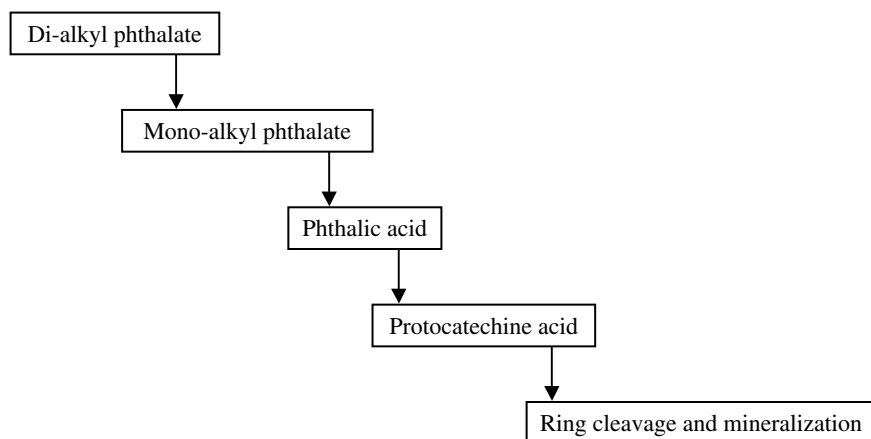 Di-alkyl phthalate
Mono-alkyl phthalate
Phthalic acid
Protocatechine acid
Ring cleavage and mineralization